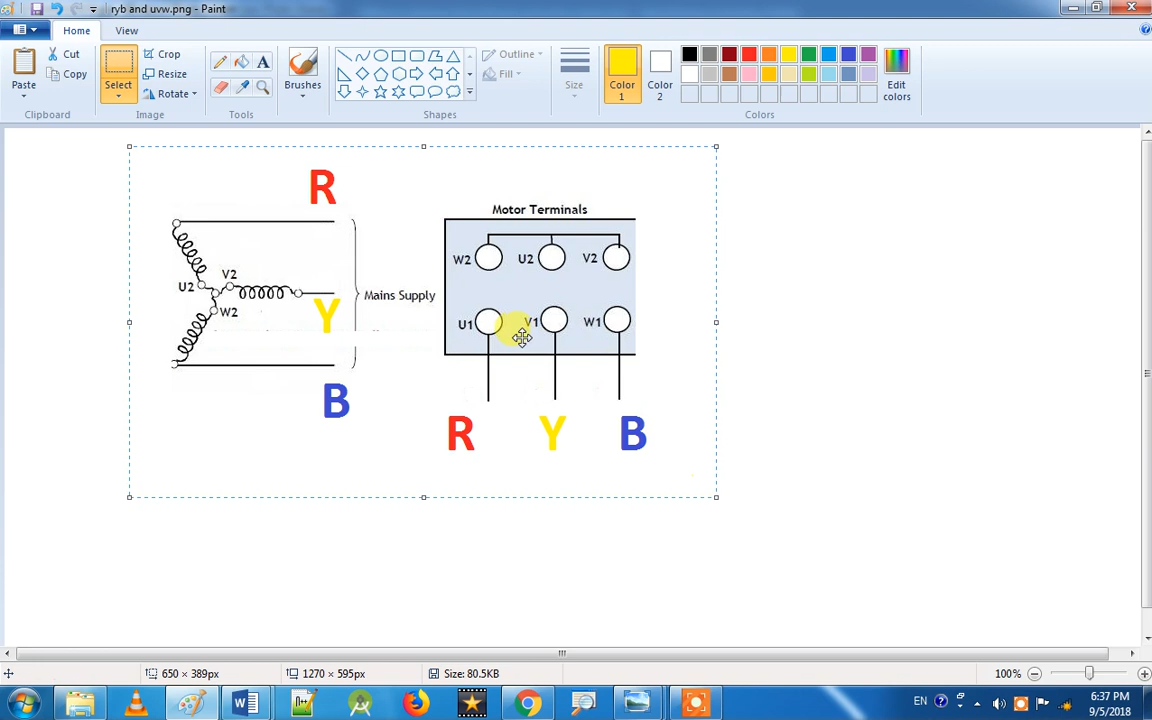 ryb and uvw.png - Paint
Home View
Paste
Cut
Copy
Clipboard
Select
Crop
Resize
Rotate
Image
A
Tools
Brushes
Shapes
Outline
Fill
Size
Color 1
Color 2
Edit colors
Colors
R
Y
B
U2
V2
W2
Mains Supply
Motor Terminals
W2 U2 V2
U1 V1 W1
R Y B
650 × 389px
1270 × 595px
Size: 80.5KB
100%
EN
6:37 PM
9/5/2018